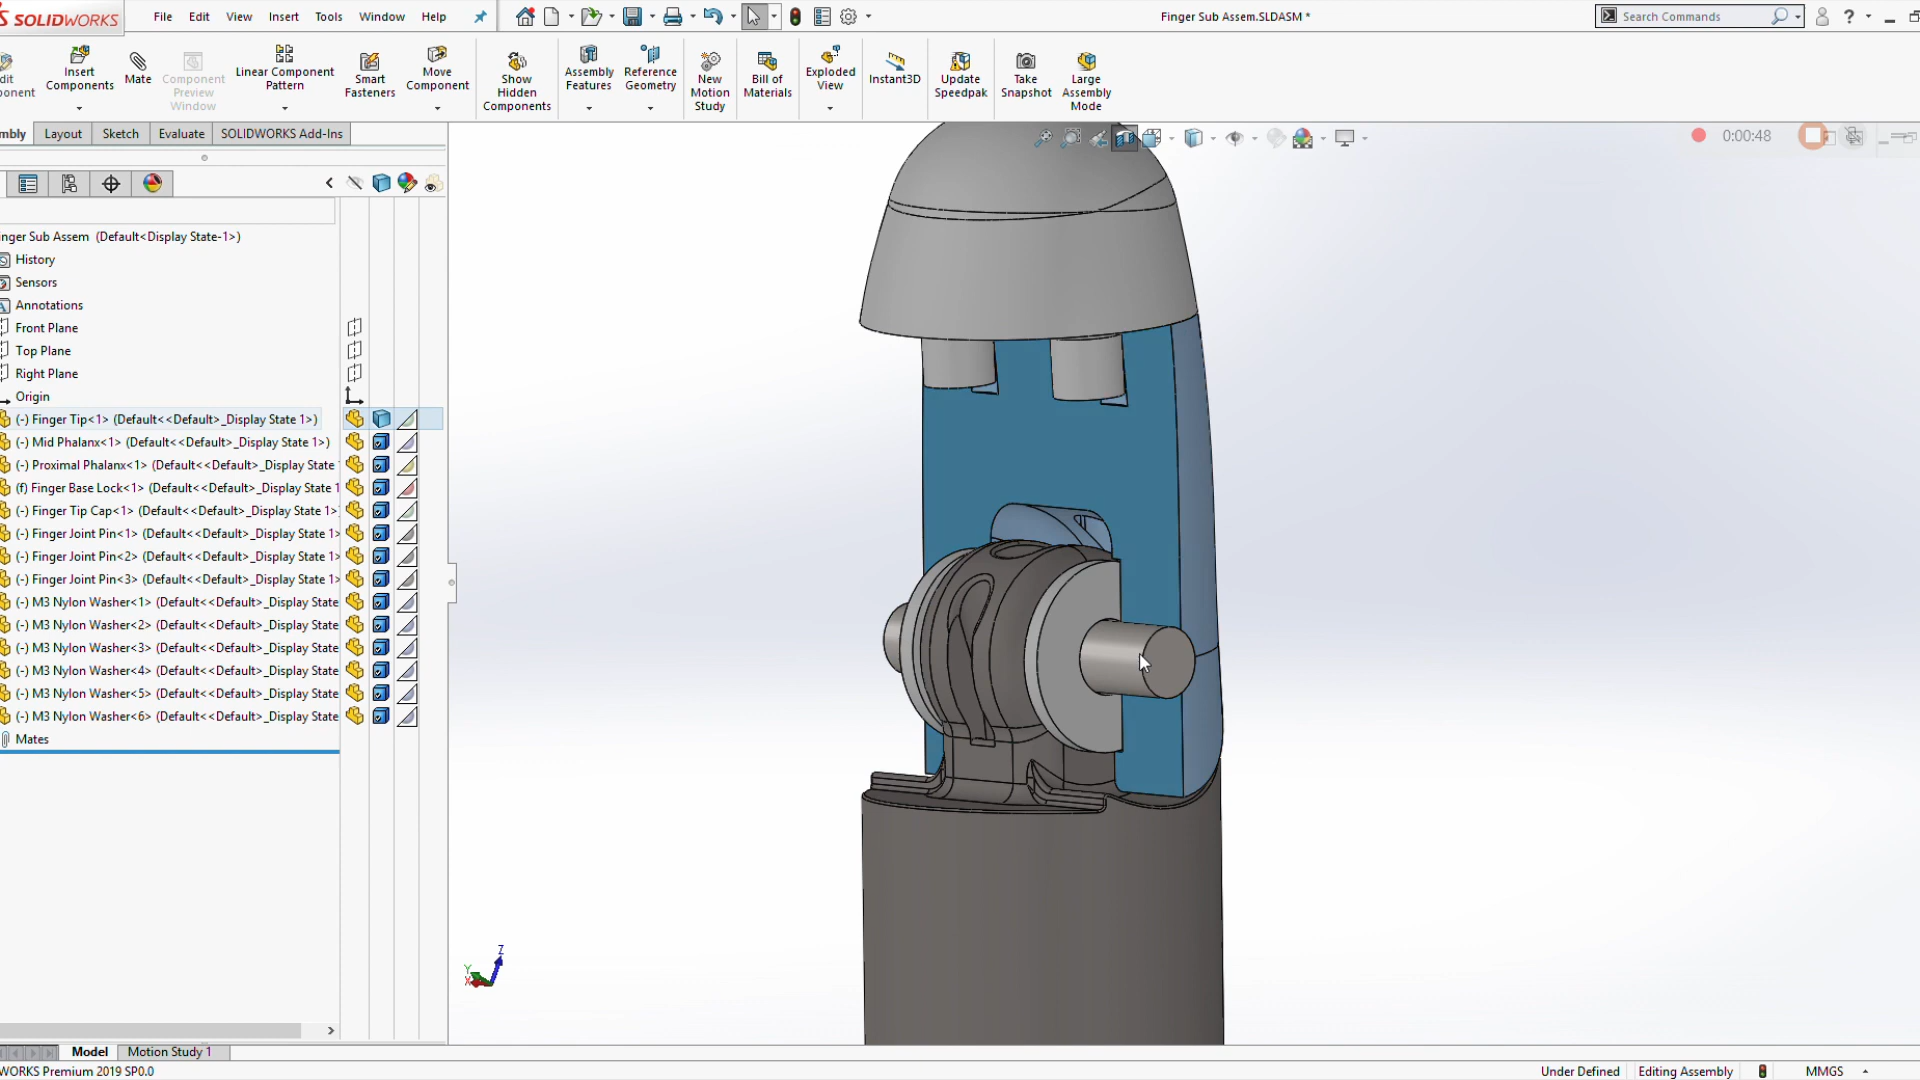 SOLIDWORKS
File Edit View Insert Tools Window Help
Finger Sub Assem.SLDASM *
Search Commands
Insert Components
Mate
Component Preview Window
Linear Component Pattern
Smart Fasteners
Move Component
Show Hidden Components
Assembly Features
Reference Geometry
New Motion Study
Bill of Materials
Exploded View
Instant3D
Update Speedpak
Take Snapshot
Large Assembly Mode
mbly Layout Sketch Evaluate SOLIDWORKS Add-Ins
0:00:48
inger Sub Assem (Default<Display State-1>)
History
Sensors
Annotations
Front Plane
Top Plane
Right Plane
Origin
(-) Finger Tip<1> (Default<<Default>_Display State 1>)
(-) Mid Phalanx<1> (Default<<Default>_Display State 1>)
(-) Proximal Phalanx<1> (Default<<Default>_Display State
(f) Finger Base Lock<1> (Default<<Default>_Display State 1
(-) Finger Tip Cap<1> (Default<<Default>_Display State 1>
(-) Finger Joint Pin<1> (Default<<Default>_Display State 1>
(-) Finger Joint Pin<2> (Default<<Default>_Display State 1>
(-) Finger Joint Pin<3> (Default<<Default>_Display State 1>
(-) M3 Nylon Washer<1> (Default<<Default>_Display State
(-) M3 Nylon Washer<2> (Default<<Default>_Display State
(-) M3 Nylon Washer<3> (Default<<Default>_Display State
(-) M3 Nylon Washer<4> (Default<<Default>_Display State
(-) M3 Nylon Washer<5> (Default<<Default>_Display State
(-) M3 Nylon Washer<6> (Default<<Default>_Display State
Mates
Z
Y
X
Model Motion Study 1
WORKS Premium 2019 SP0.0
Under Defined Editing Assembly MMGS